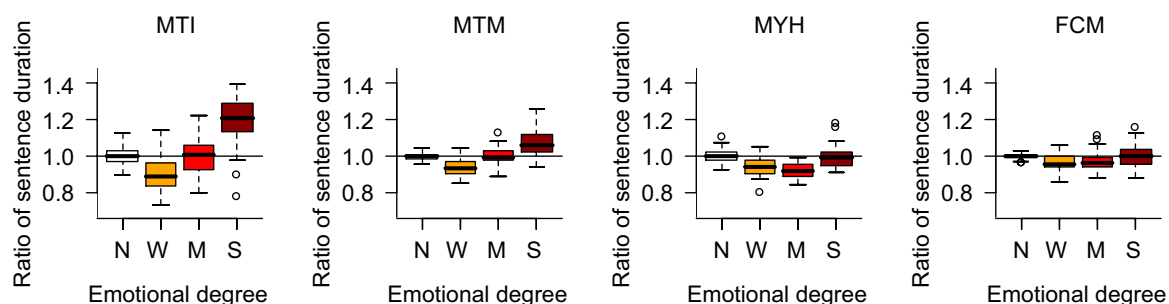 MTI
Ratio of sentence duration
1.4
1.2
1.0
0.8
N W M S
Emotional degree
MTM
Ratio of sentence duration
1.4
1.2
1.0
0.8
N W M S
Emotional degree
MYH
Ratio of sentence duration
1.4
1.2
1.0
0.8
N W M S
Emotional degree
FCM
Ratio of sentence duration
1.4
1.2
1.0
0.8
N W M S
Emotional degree